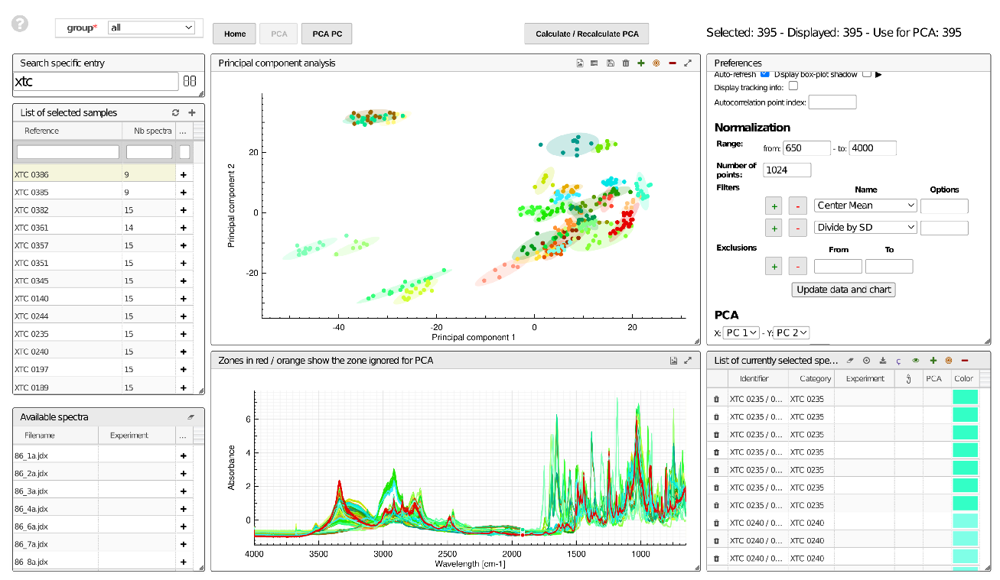 ?
group* all
Home PCA PCA PC
Calculate / Recalculate PCA
Selected: 395 - Displayed: 395 - Use for PCA: 395
Search specific entry
xtc
List of selected samples
Reference Nb spectra ...
XTC 0386 9 +
XTC 0385 9 +
XTC 0382 15 +
XTC 0361 14 +
XTC 0357 15 +
XTC 0351 15 +
XTC 0345 15 +
XTC 0140 15 +
XTC 0244 15 +
XTC 0235 15 +
XTC 0240 15 +
XTC 0197 15 +
XTC 0189 15
Available spectra
Filename Experiment ...
86_1a.jdx +
86_2a.jdx +
86_3a.jdx +
86_4a.jdx +
86_6a.jdx +
86_7a.jdx +
86_8a.jdx +
Principal component analysis
Principal component 2
20
0
-20
-40 -20 0 20
Principal component 1
Zones in red / orange show the zone ignored for PCA
Absorbance
6
4
2
0
4000 3500 3000 2500 2000 1500 1000
Wavelength [cm-1]
Preferences
Auto-refresh Display box-plot shadow ▶
Display tracking info:
Autocorrelation point index:
Normalization
Range: from: 650 - to: 4000
Number of
points: 1024
Filters
Name Options
+ - Center Mean
+ - Divide by SD
Exclusions From To
+ -
Update data and chart
PCA
X: PC 1 - Y: PC 2
List of currently selected spe...
Identifier Category Experiment PCA Color
XTC 0235 / 0... XTC 0235
XTC 0235 / 0... XTC 0235
XTC 0235 / 0... XTC 0235
XTC 0235 / 0... XTC 0235
XTC 0235 / 0... XTC 0235
XTC 0235 / 0... XTC 0235
XTC 0235 / 0... XTC 0235
XTC 0240 / 0... XTC 0240
XTC 0240 / 0... XTC 0240
XTC 0240 / 0... XTC 0240